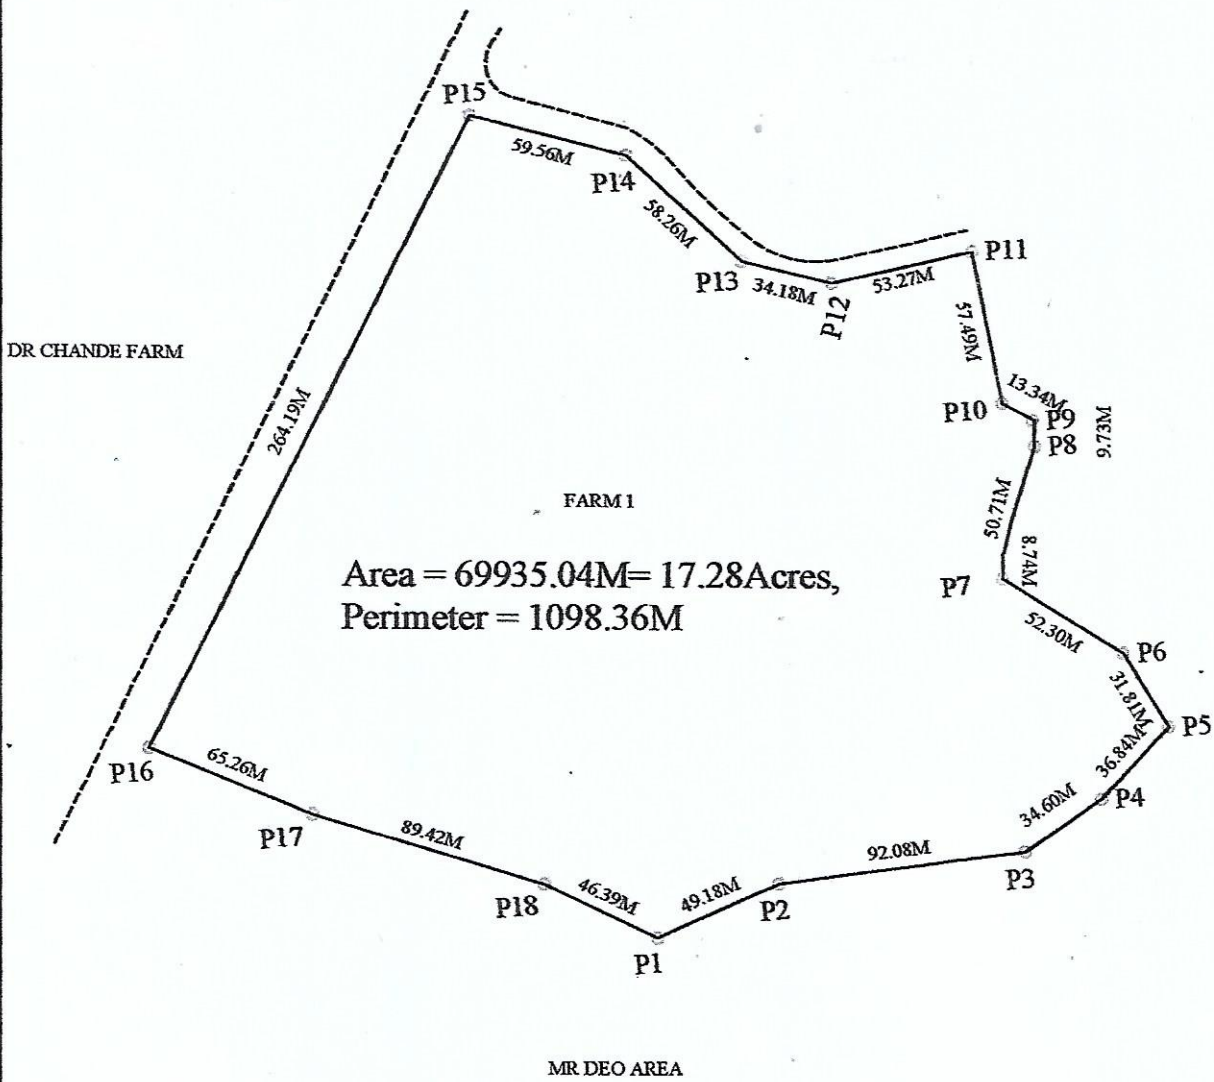 P15
59.56M
P14
58.26M
P13
34.18M
P12
53.27M
P11
57.49M
DR CHANDE FARM
264.19M
P10
13.34M
P9
P8
9.73M
50.71M
FARM 1
8.74M
Area = 69935.04M= 17.28Acres,
Perimeter = 1098.36M
P7
52.30M
P6
31.81M
P5
36.84M
P4
34.60M
P16
65.26M
P17
89.42M
P18
46.39M
P1
49.18M
P2
92.08M
P3
MR DEO AREA